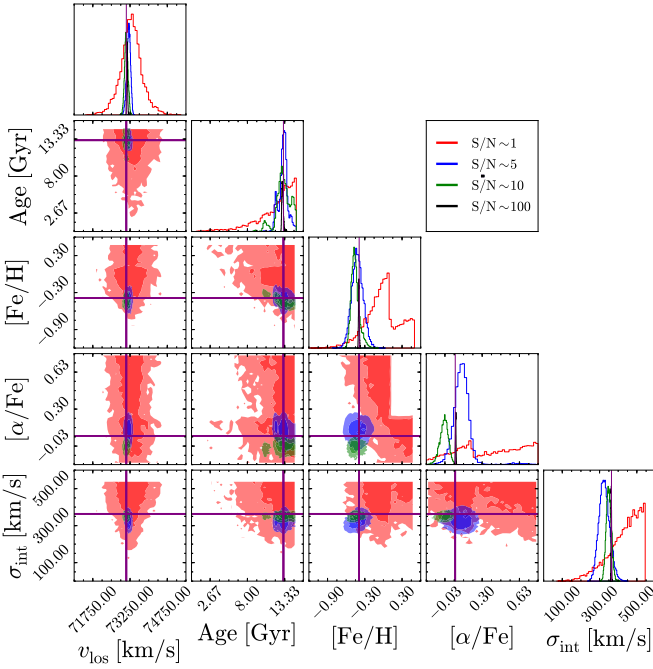 S/N~1
S/N~5
S/N~10
S/N~100
Age [Gyr]
13.33
8.00
2.67
[Fe/H]
0.30
−0.30
−0.90
[α/Fe]
0.63
0.30
−0.03
σint [km/s]
500.00
300.00
100.00
71750.00 73250.00 74750.00
2.67 8.00 13.33
−0.90 −0.30 0.30
−0.03 0.30 0.63
100.00 300.00 500.00
vlos [km/s]
Age [Gyr]
[Fe/H]
[α/Fe]
σint [km/s]